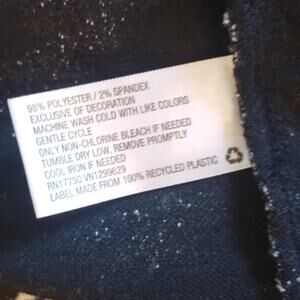 98% POLYESTER / 2% SPANDEX
EXCLUSIVE OF DECORATION
MACHINE WASH COLD WITH LIKE COLORS
GENTLE CYCLE
ONLY NON-CHLORINE BLEACH IF NEEDED
TUMBLE DRY LOW, REMOVE PROMPTLY
COOL IRON IF NEEDED
RN17730 VN1299629
LABEL MADE FROM 100% RECYCLED PLASTIC